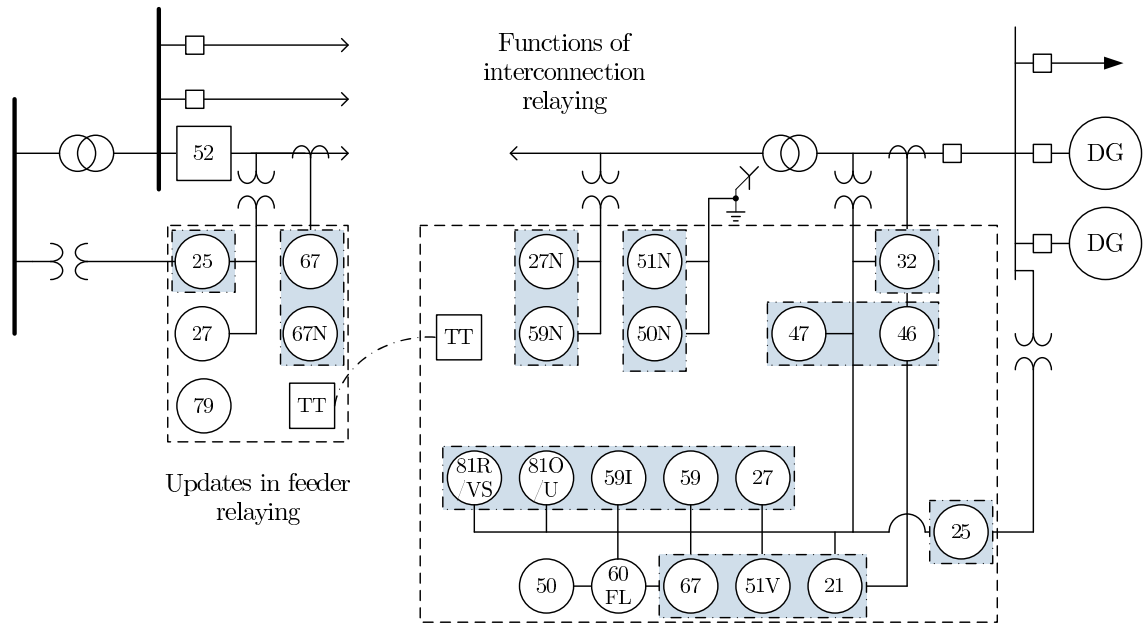 Functions of
interconnection
relaying
52
DG
DG
25
67
27
67N
79
TT
TT
27N
51N
59N
50N
32
47
46
Updates in feeder
relaying
81R
/VS
81O
/U
59I
59
27
25
50
60
FL
67
51V
21